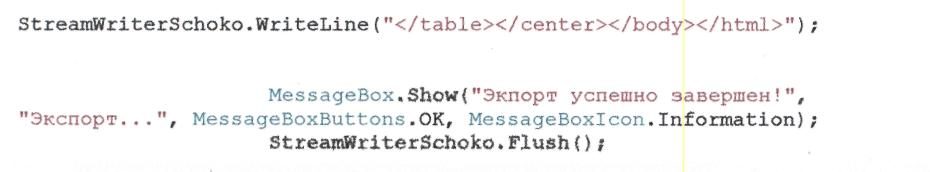 StreamWriterSchoko.WriteLine("</table></center></body></html>");
MessageBox.Show("Экпорт успешно завершен!",
"Экспорт...", MessageBoxButtons.OK, MessageBoxIcon.Information);
StreamWriterSchoko.Flush();